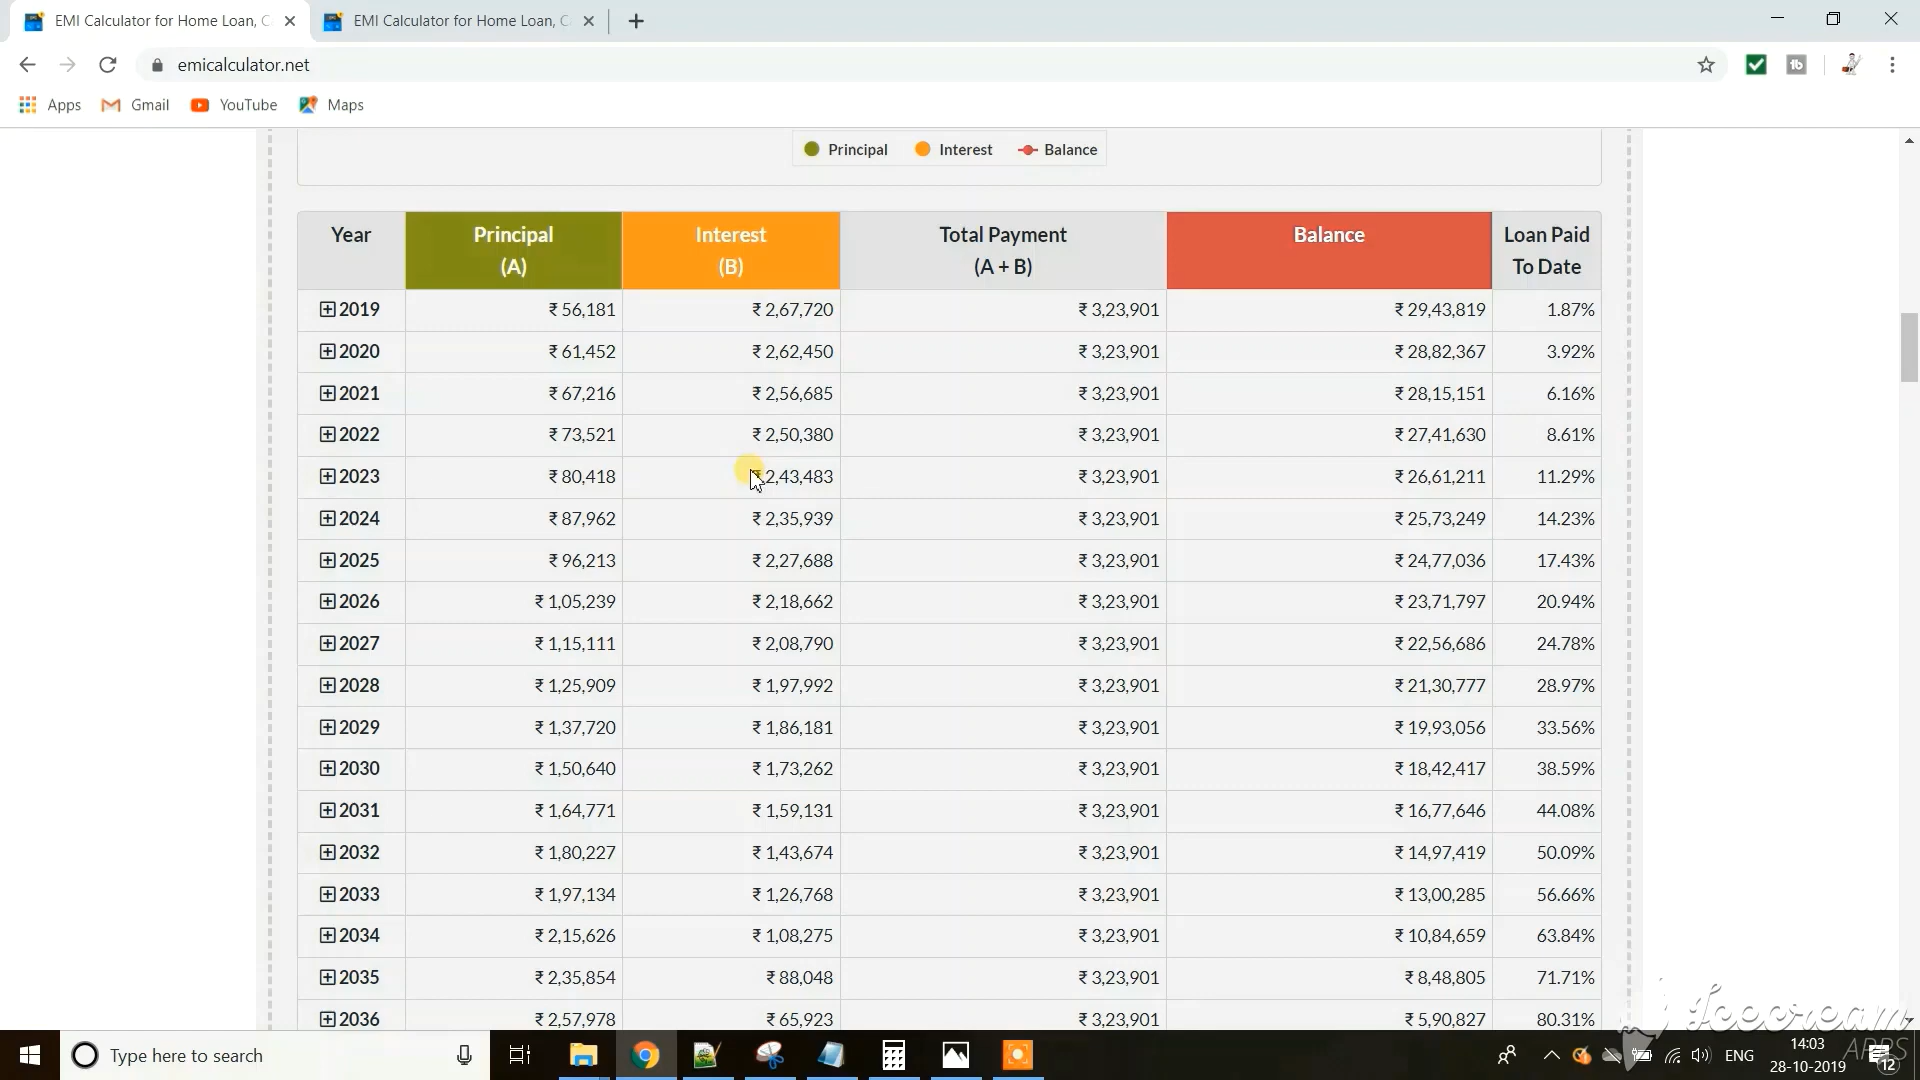 EMI Calculator for Home Loan, C
EMI Calculator for Home Loan, C
emicalculator.net
Apps Gmail YouTube Maps
Principal Interest Balance
Year Principal (A) Interest (B) Total Payment (A + B) Balance Loan Paid To Date
2019 ₹ 56,181 ₹ 2,67,720 ₹ 3,23,901 ₹ 29,43,819 1.87%
2020 ₹ 61,452 ₹ 2,62,450 ₹ 3,23,901 ₹ 28,82,367 3.92%
2021 ₹ 67,216 ₹ 2,56,685 ₹ 3,23,901 ₹ 28,15,151 6.16%
2022 ₹ 73,521 ₹ 2,50,380 ₹ 3,23,901 ₹ 27,41,630 8.61%
2023 ₹ 80,418 ₹ 2,43,483 ₹ 3,23,901 ₹ 26,61,211 11.29%
2024 ₹ 87,962 ₹ 2,35,939 ₹ 3,23,901 ₹ 25,73,249 14.23%
2025 ₹ 96,213 ₹ 2,27,688 ₹ 3,23,901 ₹ 24,77,036 17.43%
2026 ₹ 1,05,239 ₹ 2,18,662 ₹ 3,23,901 ₹ 23,71,797 20.94%
2027 ₹ 1,15,111 ₹ 2,08,790 ₹ 3,23,901 ₹ 22,56,686 24.78%
2028 ₹ 1,25,909 ₹ 1,97,992 ₹ 3,23,901 ₹ 21,30,777 28.97%
2029 ₹ 1,37,720 ₹ 1,86,181 ₹ 3,23,901 ₹ 19,93,056 33.56%
2030 ₹ 1,50,640 ₹ 1,73,262 ₹ 3,23,901 ₹ 18,42,417 38.59%
2031 ₹ 1,64,771 ₹ 1,59,131 ₹ 3,23,901 ₹ 16,77,646 44.08%
2032 ₹ 1,80,227 ₹ 1,43,674 ₹ 3,23,901 ₹ 14,97,419 50.09%
2033 ₹ 1,97,134 ₹ 1,26,768 ₹ 3,23,901 ₹ 13,00,285 56.66%
2034 ₹ 2,15,626 ₹ 1,08,275 ₹ 3,23,901 ₹ 10,84,659 63.84%
2035 ₹ 2,35,854 ₹ 88,048 ₹ 3,23,901 ₹ 8,48,805 71.71%
2036 ₹ 2,57,978 ₹ 65,923 ₹ 3,23,901 ₹ 5,90,827 80.31%
Icecream
APPS
Type here to search
ENG
14:03
28-10-2019
12